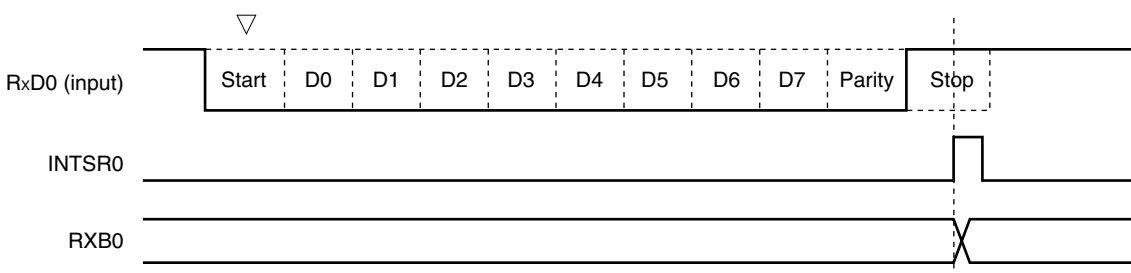 RxD0 (input) Start D0 D1 D2 D3 D4 D5 D6 D7 Parity Stop
INTSR0
RXB0